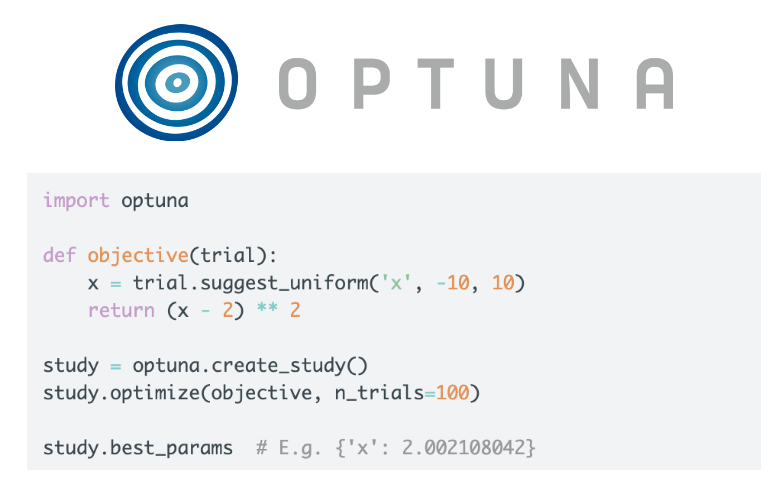 OPTUNA
import optuna
def objective(trial):
    x = trial.suggest_uniform('x', -10, 10)
    return (x - 2) ** 2
study = optuna.create_study()
study.optimize(objective, n_trials=100)
study.best_params  # E.g. {'x': 2.002108042}